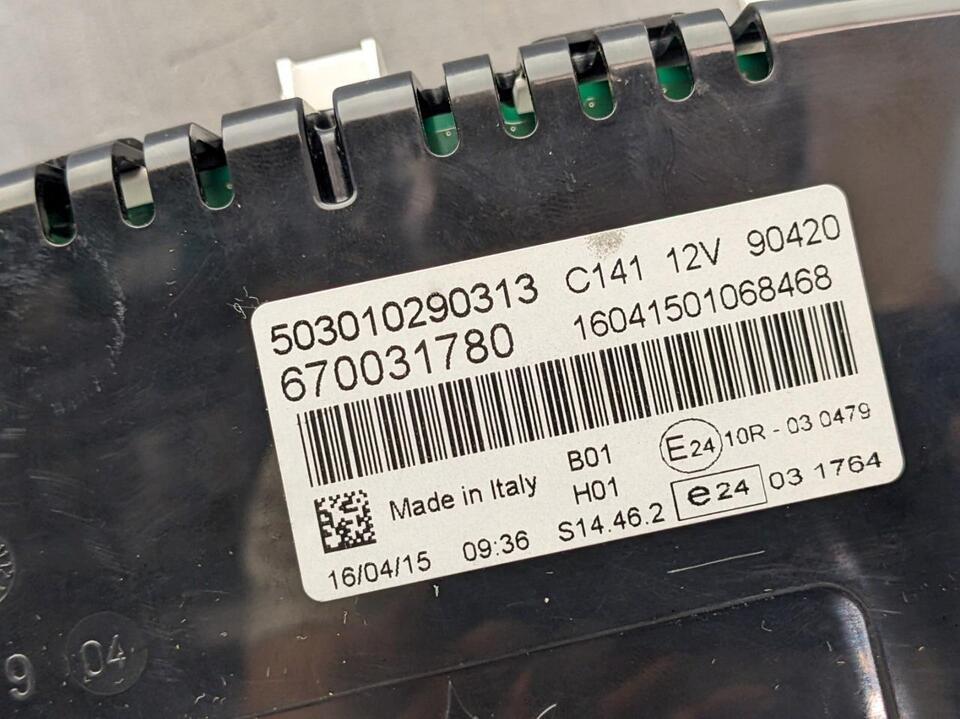 503010290313 C141 12V 90420
670031780 16041501068468
Made in Italy B01 E24 10R - 03 0479
H01
16/04/15 09:36 S14.46.2 e24 03 1764
9 04